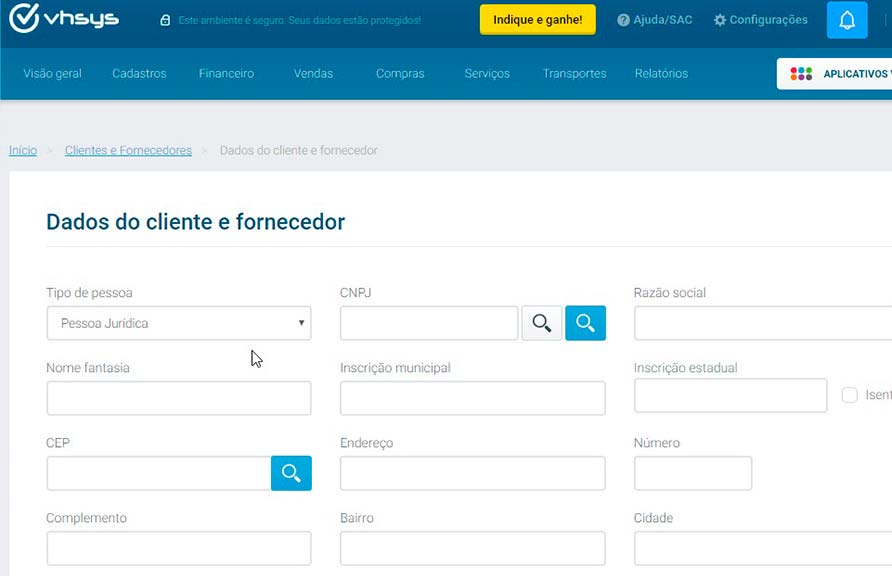 vhsys
Este ambiente é seguro. Seus dados estão protegidos!
Indique e ganhe!
Ajuda/SAC
Configurações
Visão geral
Cadastros
Financeiro
Vendas
Compras
Serviços
Transportes
Relatórios
APLICATIVOS
Início > Clientes e Fornecedores > Dados do cliente e fornecedor
Dados do cliente e fornecedor
Tipo de pessoa
CNPJ
Razão social
Pessoa Jurídica
Nome fantasia
Inscrição municipal
Inscrição estadual
Isent
CEP
Endereço
Número
Complemento
Bairro
Cidade